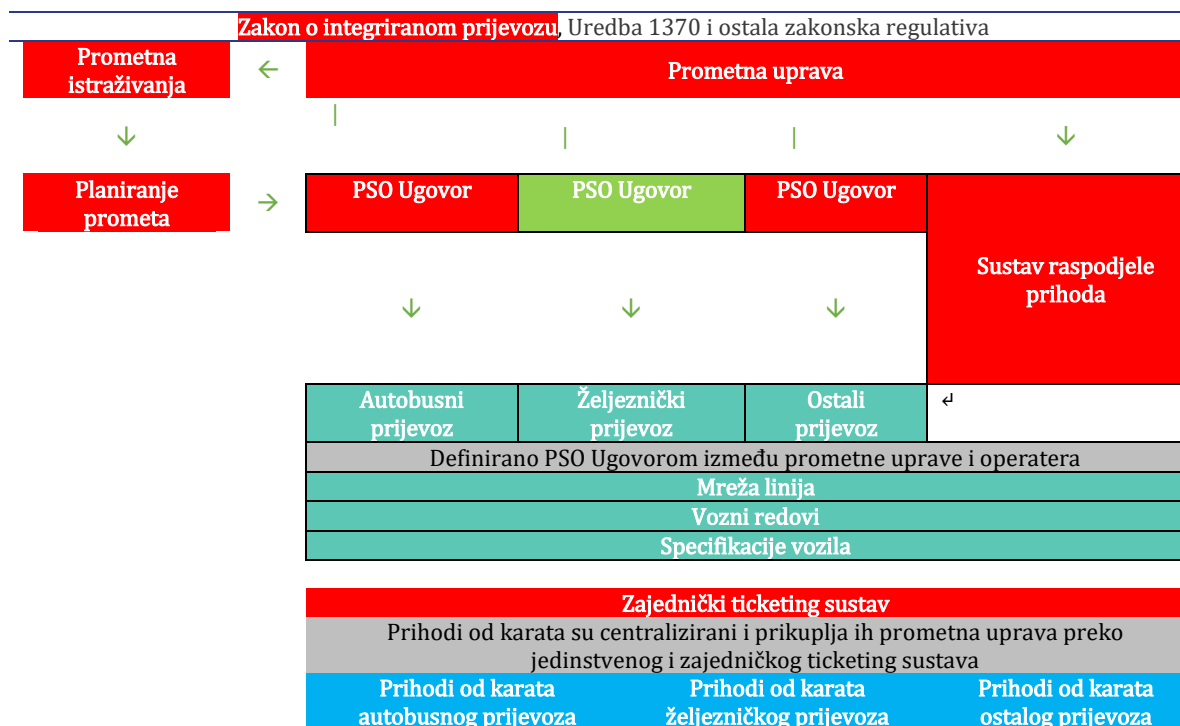 Zakon o integriranom prijevozu, Uredba 1370 i ostala zakonska regulativa
Prometna
istraživanja
←
Prometna uprava
Planiranje
prometa
→
PSO Ugovor
PSO Ugovor
PSO Ugovor
Sustav raspodjele
prihoda
Autobusni
prijevoz
Željeznički
prijevoz
Ostali
prijevoz
Definirano PSO Ugovorom između prometne uprave i operatera
Mreža linija
Vozni redovi
Specifikacije vozila
Zajednički ticketing sustav
Prihodi od karata su centralizirani i prikuplja ih prometna uprava preko
jedinstvenog i zajedničkog ticketing sustava
Prihodi od karata
autobusnog prijevoza
Prihodi od karata
željezničkog prijevoza
Prihodi od karata
ostalog prijevoza